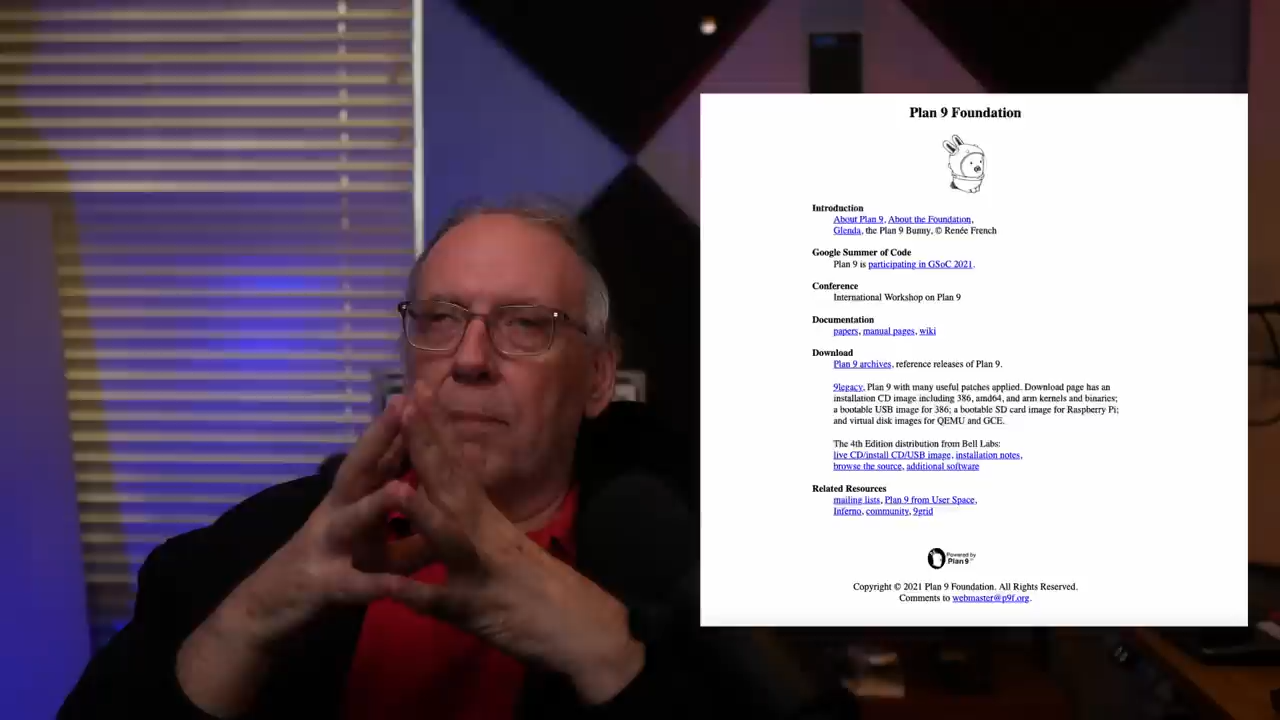 Plan 9 Foundation
Introduction
About Plan 9, About the Foundation,
Glenda, the Plan 9 Bunny, © Renée French
Google Summer of Code
Plan 9 is participating in GSoC 2021.
Conference
International Workshop on Plan 9
Documentation
papers, manual pages, wiki
Download
Plan 9 archives, reference releases of Plan 9.
9legacy, Plan 9 with many useful patches applied. Download page has an
installation CD image including 386, amd64, and arm kernels and binaries;
a bootable USB image for 386; a bootable SD card image for Raspberry Pi;
and virtual disk images for QEMU and GCE.
The 4th Edition distribution from Bell Labs:
live CD/install CD/USB image, installation notes,
browse the source, additional software
Related Resources
mailing lists, Plan 9 from User Space,
Inferno, community, 9grid
Powered by
Plan 9
Copyright © 2021 Plan 9 Foundation. All Rights Reserved.
Comments to webmaster@p9f.org.